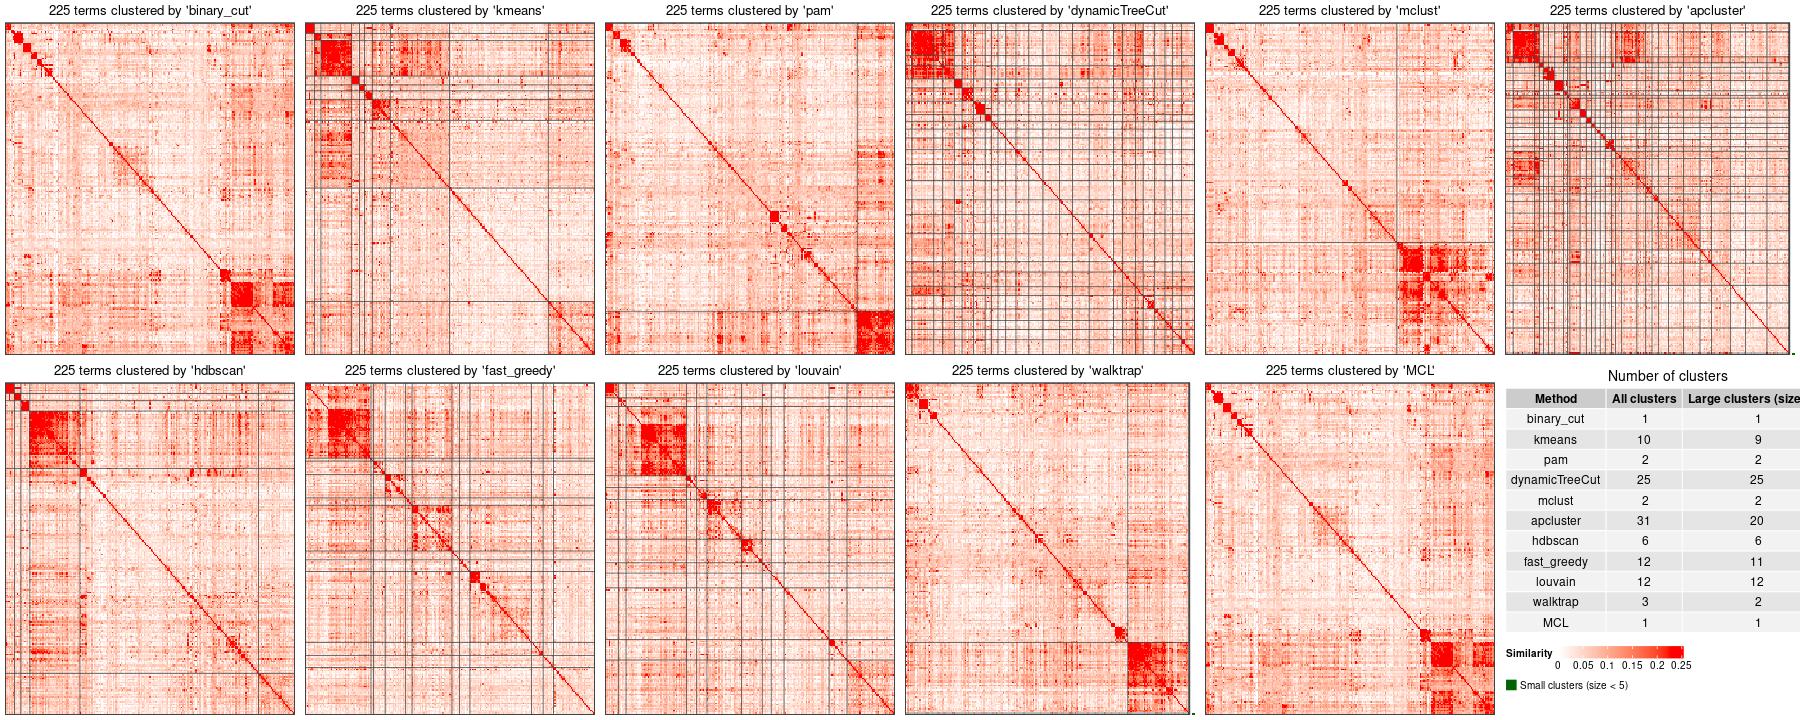 225 terms clustered by 'binary_cut'
225 terms clustered by 'kmeans'
225 terms clustered by 'pam'
225 terms clustered by 'dynamicTreeCut'
225 terms clustered by 'mclust'
225 terms clustered by 'apcluster'
225 terms clustered by 'hdbscan'
225 terms clustered by 'fast_greedy'
225 terms clustered by 'louvain'
225 terms clustered by 'walktrap'
225 terms clustered by 'MCL'
Number of clusters
Method All clusters Large clusters (size
binary_cut 1 1
kmeans 10 9
pam 2 2
dynamicTreeCut 25 25
mclust 2 2
apcluster 31 20
hdbscan 6 6
fast_greedy 12 11
louvain 12 12
walktrap 3 2
MCL 1 1
Similarity
0 0.05 0.1 0.15 0.2 0.25
Small clusters (size < 5)